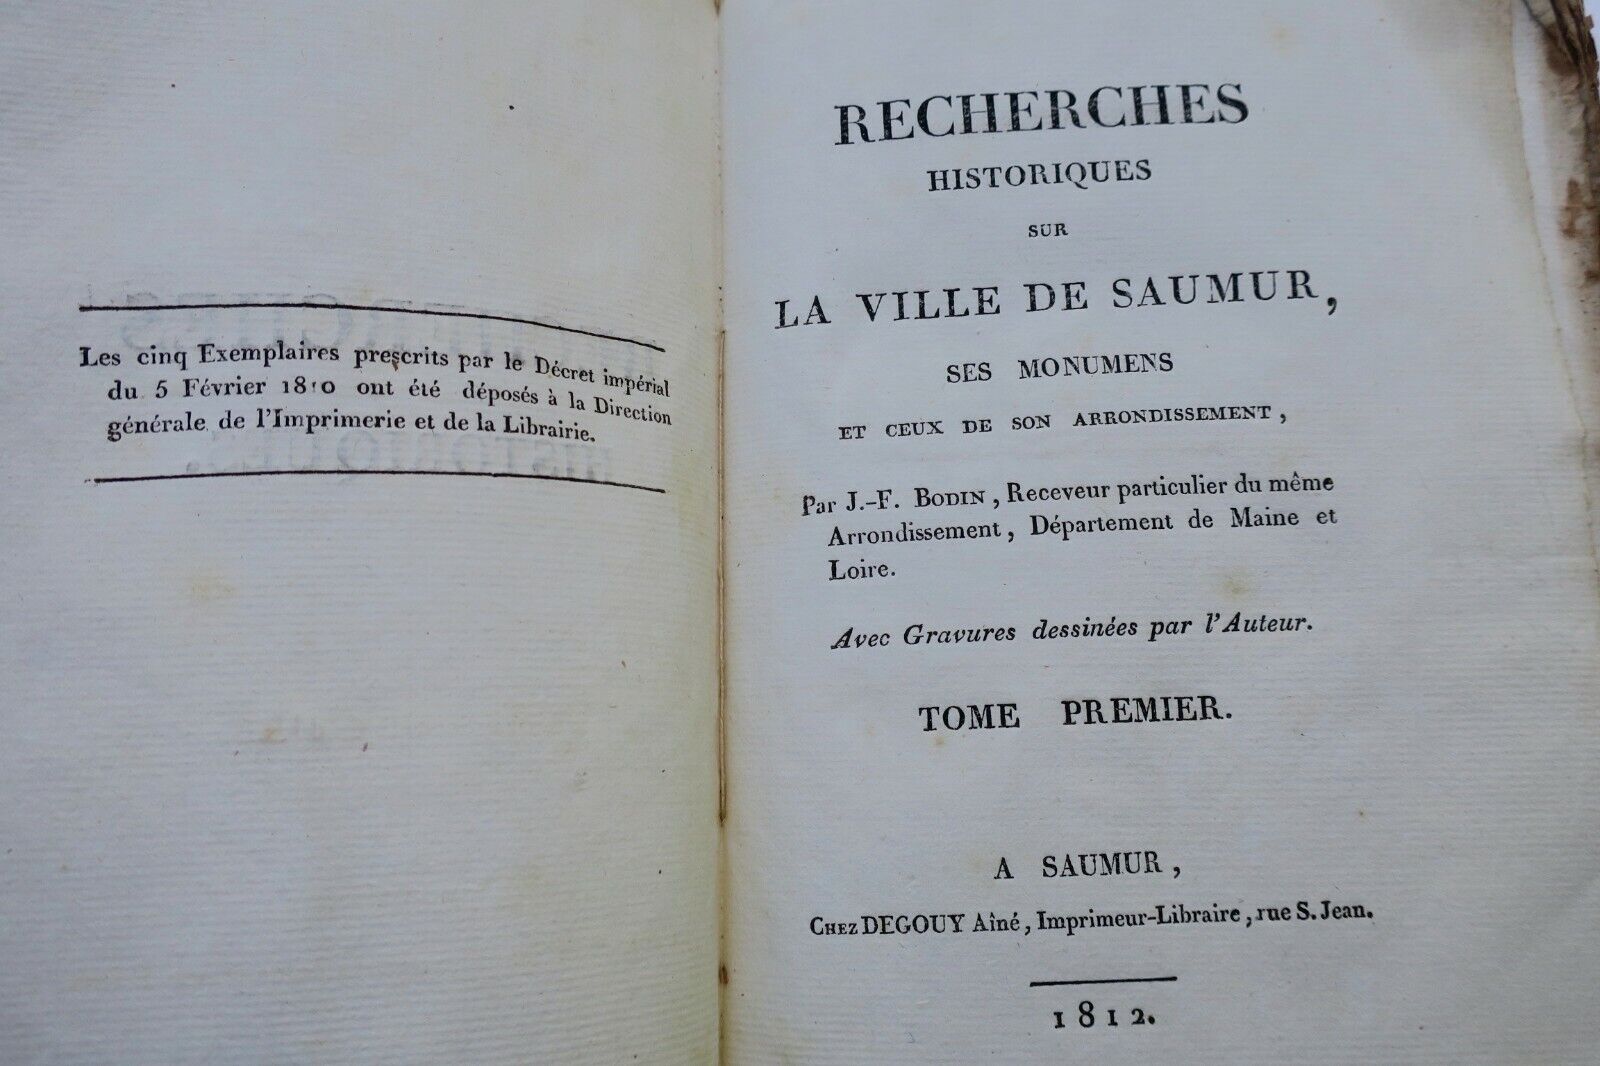 Les cinq Exemplaires prescrits par le Décret impérial
du 5 Février 1810 ont été déposés à la Direction
générale de l'Imprimerie et de la Librairie.
RECHERCHES
HISTORIQUES
SUR
LA VILLE DE SAUMUR,
SES MONUMENS
ET CEUX DE SON ARRONDISSEMENT,
Par J.-F. BODIN, Receveur particulier du même
Arrondissement, Département de Maine et
Loire.
Avec Gravures dessinées par l'Auteur.
TOME PREMIER.
A SAUMUR,
CHEZ DEGOUY Aîné, Imprimeur-Libraire, rue S. Jean.
1812.